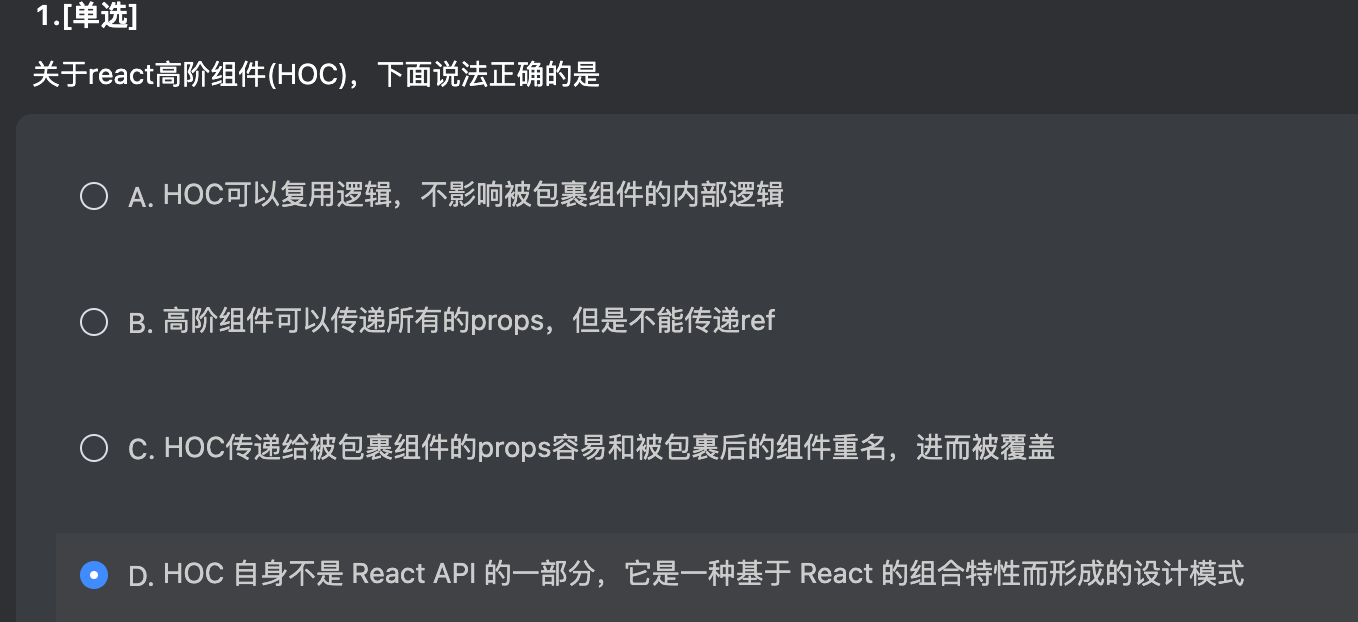 1.[单选]
关于react高阶组件(HOC)，下面说法正确的是
A. HOC可以复用逻辑，不影响被包裹组件的内部逻辑
B. 高阶组件可以传递所有的props，但是不能传递ref
C. HOC传递给被包裹组件的props容易和被包裹后的组件重名，进而被覆盖
D. HOC 自身不是 React API 的一部分，它是一种基于 React 的组合特性而形成的设计模式